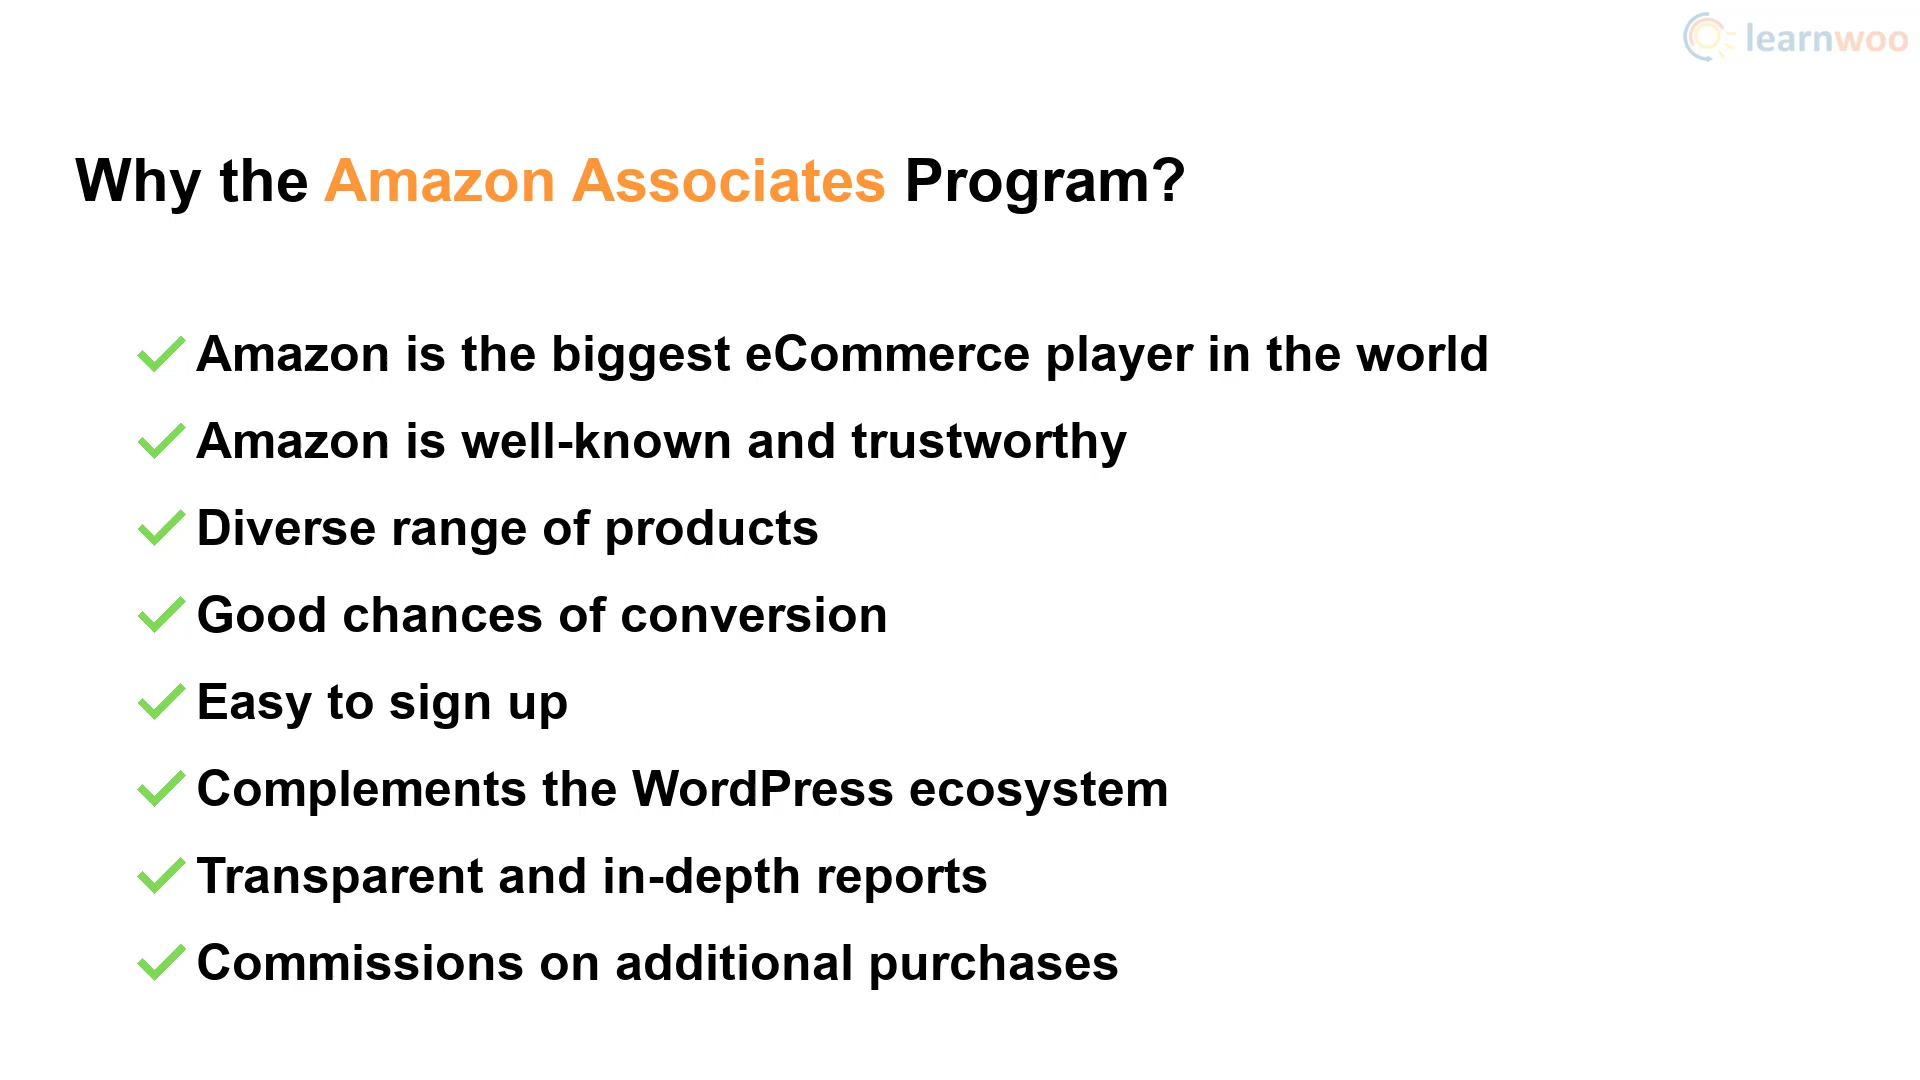 learnwoo
Why the Amazon Associates Program?
Amazon is the biggest eCommerce player in the world
Amazon is well-known and trustworthy
Diverse range of products
Good chances of conversion
Easy to sign up
Complements the WordPress ecosystem
Transparent and in-depth reports
Commissions on additional purchases